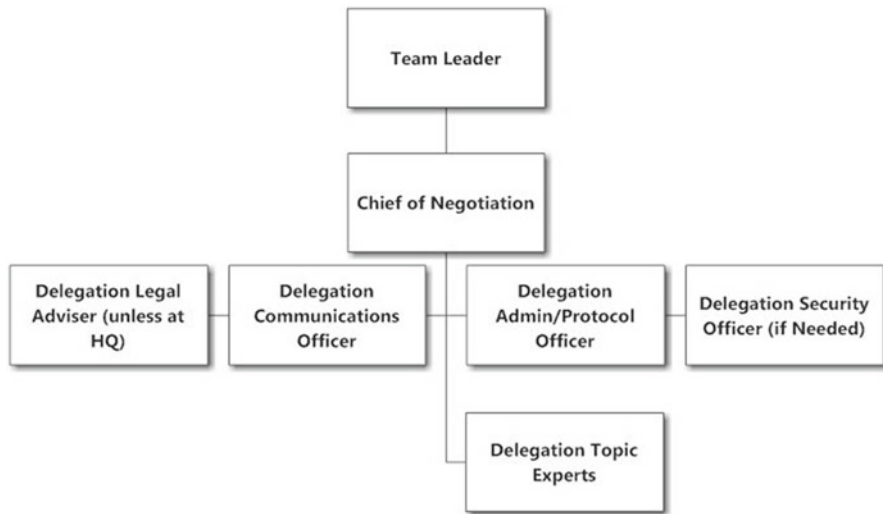 Team Leader
Chief of Negotiation
Delegation Legal
Adviser (unless at
HQ)
Delegation
Communications
Officer
Delegation
Admin/Protocol
Officer
Delegation Security
Officer (if Needed)
Delegation Topic
Experts